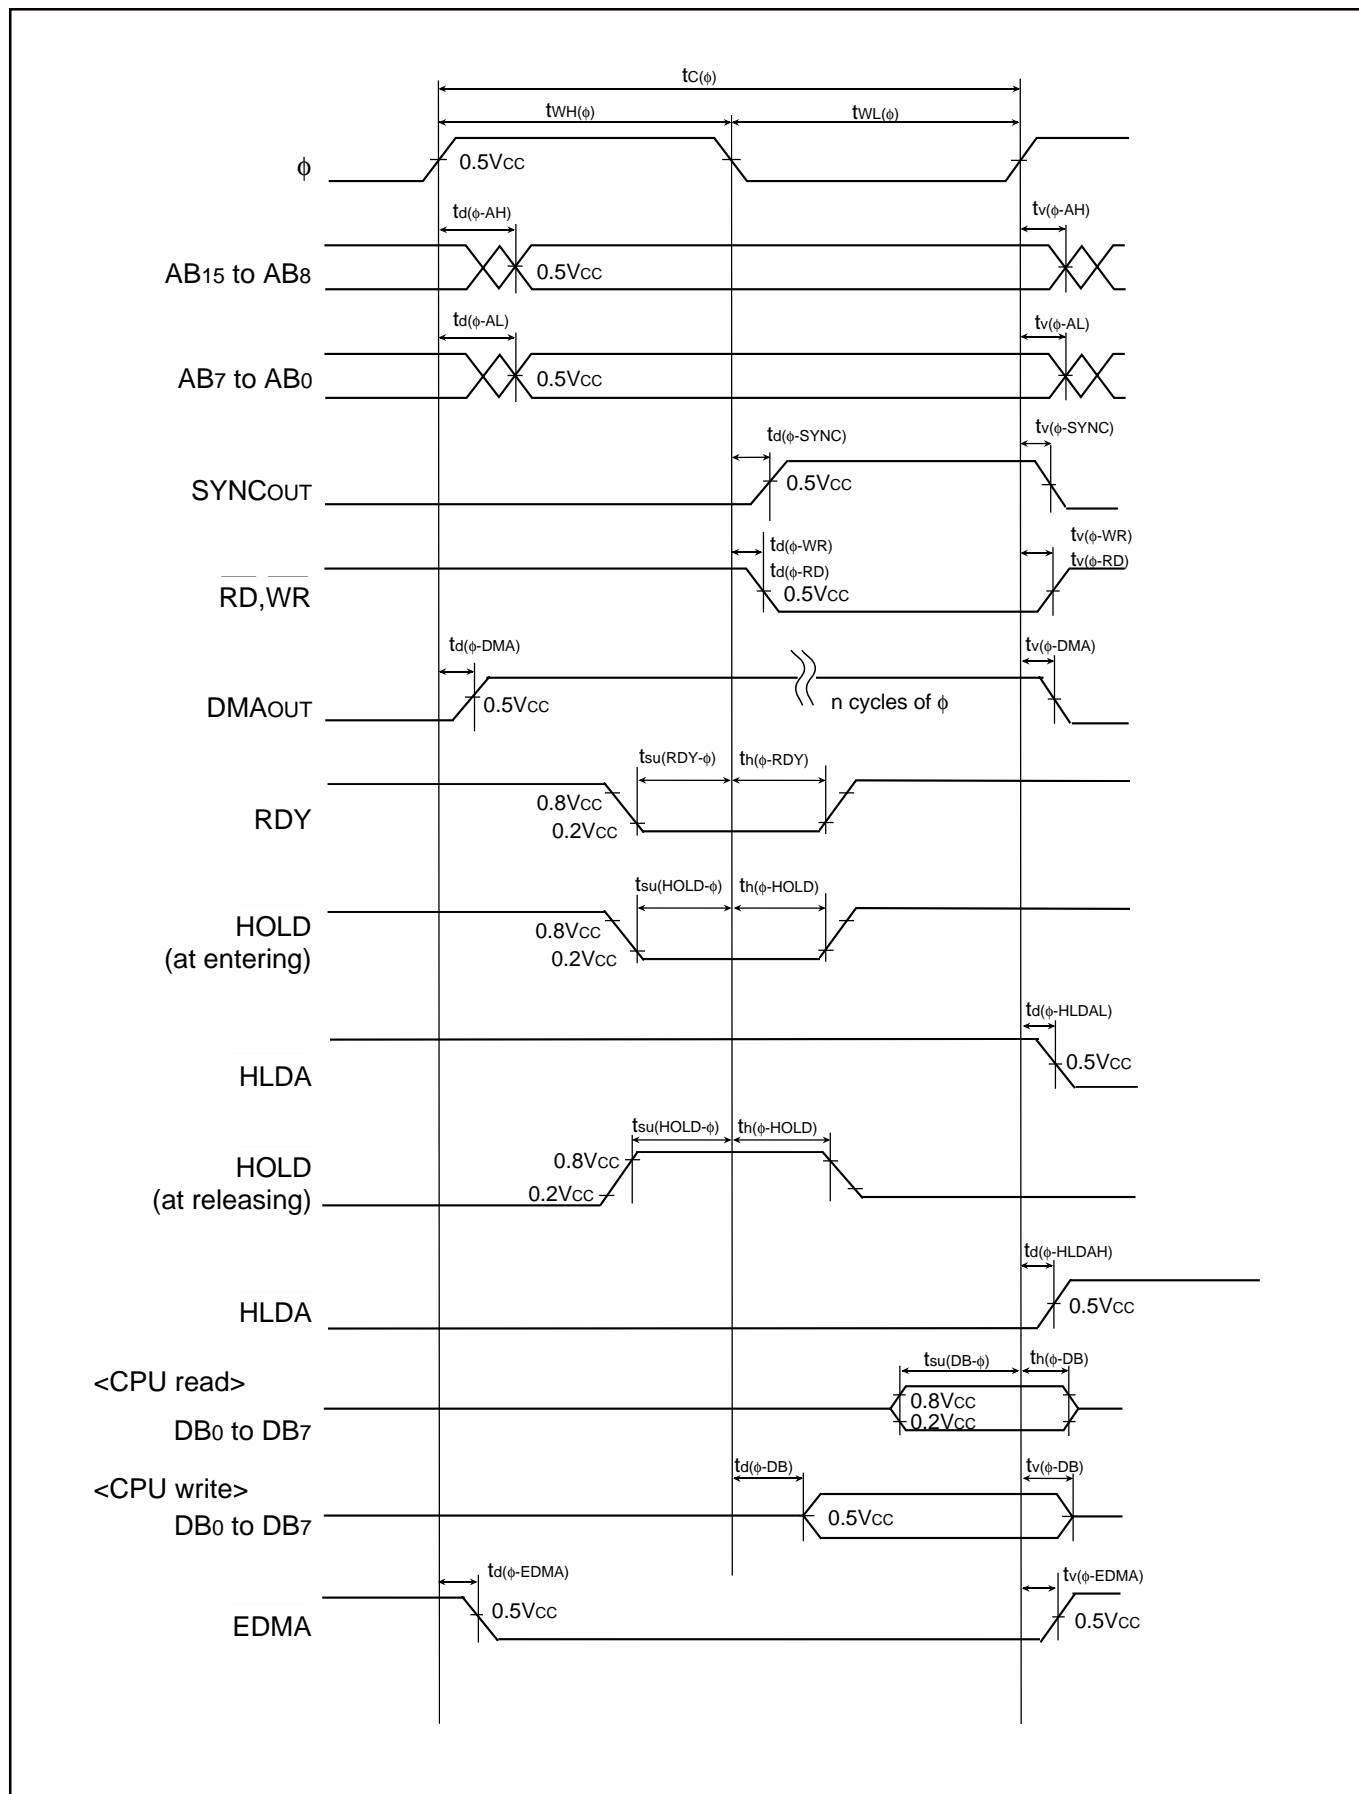 tC(ϕ)
tWH(ϕ) tWL(ϕ)
ϕ 0.5VCC
td(ϕ-AH) tv(ϕ-AH)
AB15 to AB8 0.5VCC
td(ϕ-AL) tv(ϕ-AL)
AB7 to AB0 0.5VCC
td(ϕ-SYNC) tv(ϕ-SYNC)
SYNCOUT 0.5VCC
td(ϕ-WR) tv(ϕ-WR)
td(ϕ-RD) tv(ϕ-RD)
RD,WR 0.5VCC
td(ϕ-DMA) tv(ϕ-DMA)
DMAOUT 0.5VCC n cycles of ϕ
tsu(RDY-ϕ) th(ϕ-RDY)
0.8VCC
RDY 0.2VCC
tsu(HOLD-ϕ) th(ϕ-HOLD)
HOLD 0.8VCC
(at entering) 0.2VCC
td(ϕ-HLDAL)
HLDA 0.5VCC
tsu(HOLD-ϕ) th(ϕ-HOLD)
HOLD 0.8VCC
(at releasing) 0.2VCC
td(ϕ-HLDAH)
HLDA 0.5VCC
tsu(DB-ϕ) th(ϕ-DB)
<CPU read>
0.8VCC
DB0 to DB7 0.2VCC
td(ϕ-DB) tv(ϕ-DB)
<CPU write>
DB0 to DB7 0.5VCC
td(ϕ-EDMA) tv(ϕ-EDMA)
EDMA 0.5VCC 0.5VCC